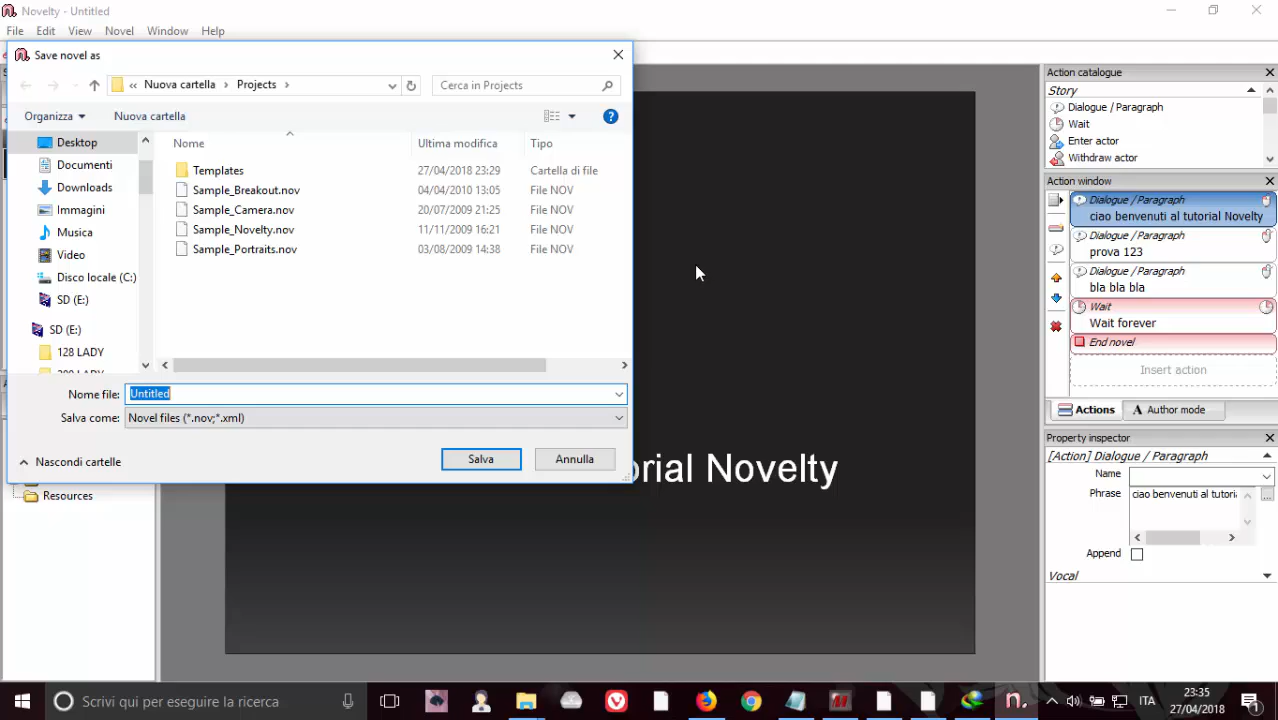 Novelty - Untitled
File Edit View Novel Window Help
Save novel as
« Nuova cartella › Projects ›
Cerca in Projects
Organizza
Nuova cartella
Desktop
Documenti
Downloads
Immagini
Musica
Video
Disco locale (C:)
SD (E:)
SD (E:)
128 LADY
Nome Ultima modifica Tipo
Templates 27/04/2018 23:29 Cartella di file
Sample_Breakout.nov 04/04/2010 13:05 File NOV
Sample_Camera.nov 20/07/2009 21:25 File NOV
Sample_Novelty.nov 11/11/2009 16:21 File NOV
Sample_Portraits.nov 03/08/2009 14:38 File NOV
Nome file: Untitled
Salva come: Novel files (*.nov;*.xml)
Nascondi cartelle
Salva
Annulla
Resources
orial Novelty
Action catalogue
Story
Dialogue / Paragraph
Wait
Enter actor
Withdraw actor
Action window
Dialogue / Paragraph
ciao benvenuti al tutorial Novelty
Dialogue / Paragraph
prova 123
Dialogue / Paragraph
bla bla bla
Wait
Wait forever
End novel
Insert action
Actions
Author mode
Property inspector
[Action] Dialogue / Paragraph
Name
Phrase ciao benvenuti al tutoria
Append
Vocal
Scrivi qui per eseguire la ricerca
ITA
23:35
27/04/2018